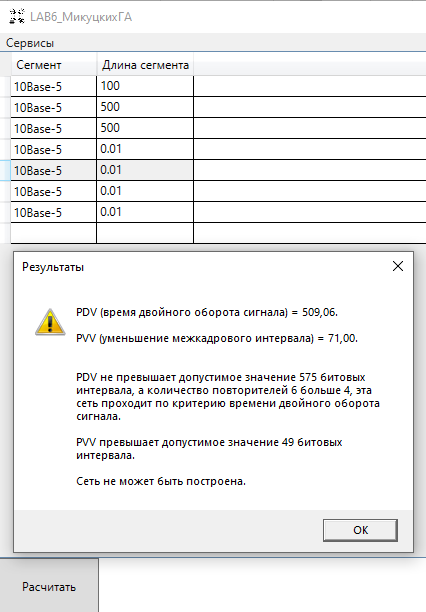 LAB6_МикуцкихГА
Сервисы
Сегмент Длина сегмента
10Base-5 100
10Base-5 500
10Base-5 500
10Base-5 0.01
10Base-5 0.01
10Base-5 0.01
10Base-5 0.01
Результаты
PDV (время двойного оборота сигнала) = 509,06.
PVV (уменьшение межкадрового интервала) = 71,00.
PDV не превышает допустимое значение 575 битовых
интервала, а количество повторителей 6 больше 4, эта
сеть проходит по критерию времени двойного оборота
сигнала.
PVV превышает допустимое значение 49 битовых
интервала.
Сеть не может быть построена.
ОК
Расчитать